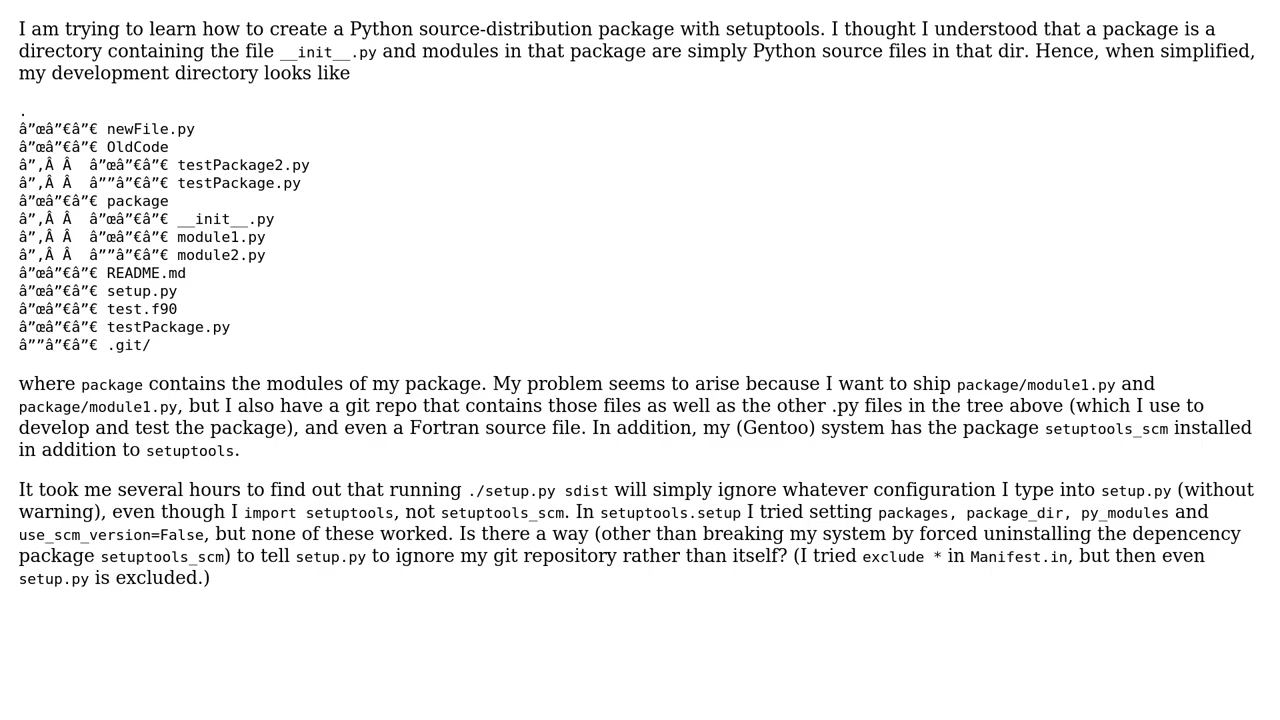 I am trying to learn how to create a Python source-distribution package with setuptools. I thought I understood that a package is a
directory containing the file __init__.py and modules in that package are simply Python source files in that dir. Hence, when simplified,
my development directory looks like
.
â”œâ”€â”€ newFile.py
â”œâ”€â”€ OldCode
â”‚Â Â  â”œâ”€â”€ testPackage2.py
â”‚Â Â  â””â”€â”€ testPackage.py
â”œâ”€â”€ package
â”‚Â Â  â”œâ”€â”€ __init__.py
â”‚Â Â  â”œâ”€â”€ module1.py
â”‚Â Â  â””â”€â”€ module2.py
â”œâ”€â”€ README.md
â”œâ”€â”€ setup.py
â”œâ”€â”€ test.f90
â”œâ”€â”€ testPackage.py
â””â”€â”€ .git/
where package contains the modules of my package. My problem seems to arise because I want to ship package/module1.py and
package/module1.py, but I also have a git repo that contains those files as well as the other .py files in the tree above (which I use to
develop and test the package), and even a Fortran source file. In addition, my (Gentoo) system has the package setuptools_scm installed
in addition to setuptools.
It took me several hours to find out that running ./setup.py sdist will simply ignore whatever configuration I type into setup.py (without
warning), even though I import setuptools, not setuptools_scm. In setuptools.setup I tried setting packages, package_dir, py_modules and
use_scm_version=False, but none of these worked. Is there a way (other than breaking my system by forced uninstalling the depencency
package setuptools_scm) to tell setup.py to ignore my git repository rather than itself? (I tried exclude * in Manifest.in, but then even
setup.py is excluded.)